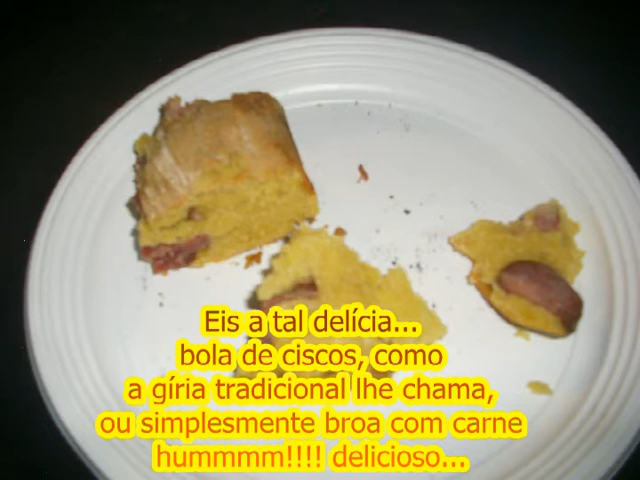 Eis a tal delícia...
bola de ciscos, como
a gíria tradicional lhe chama,
ou simplesmente broa com carne
hummmm!!!! delicioso...